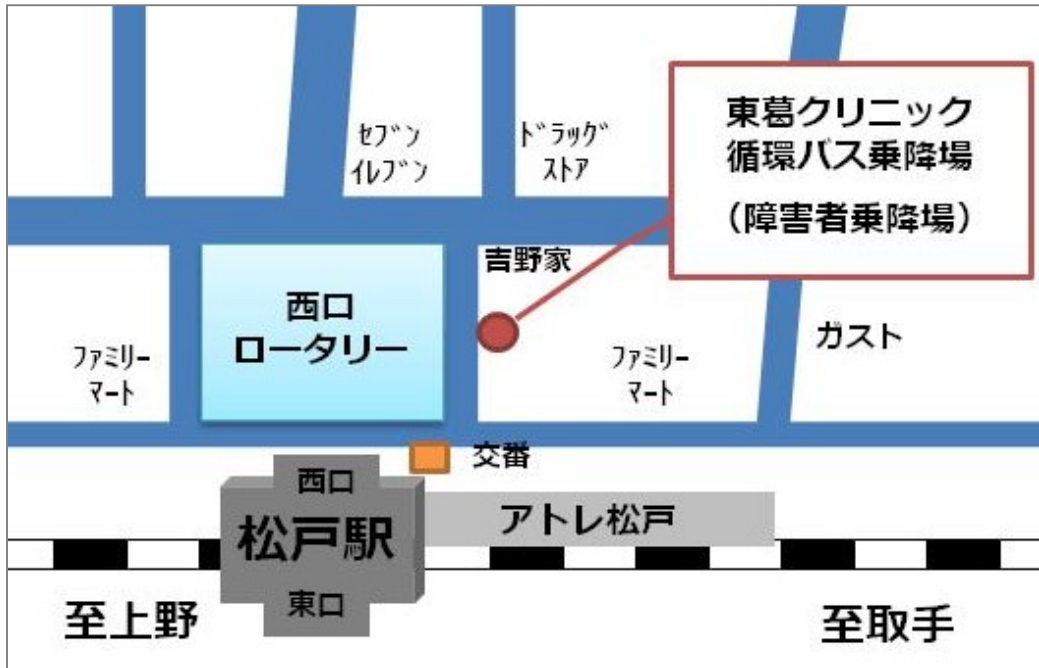 ｾﾌﾞﾝ
ｲﾚﾌﾞﾝ
ﾄﾞﾗｯｸﾞ
ｽﾄｱ
東葛クリニック
循環バス乗降場
（障害者乗降場）
吉野家
西口
ロータリー
ﾌｧﾐﾘｰ
ﾏｰﾄ
ﾌｧﾐﾘｰ
ﾏｰﾄ
ガスト
交番
西口
松戸駅
東口
アトレ松戸
至上野
至取手